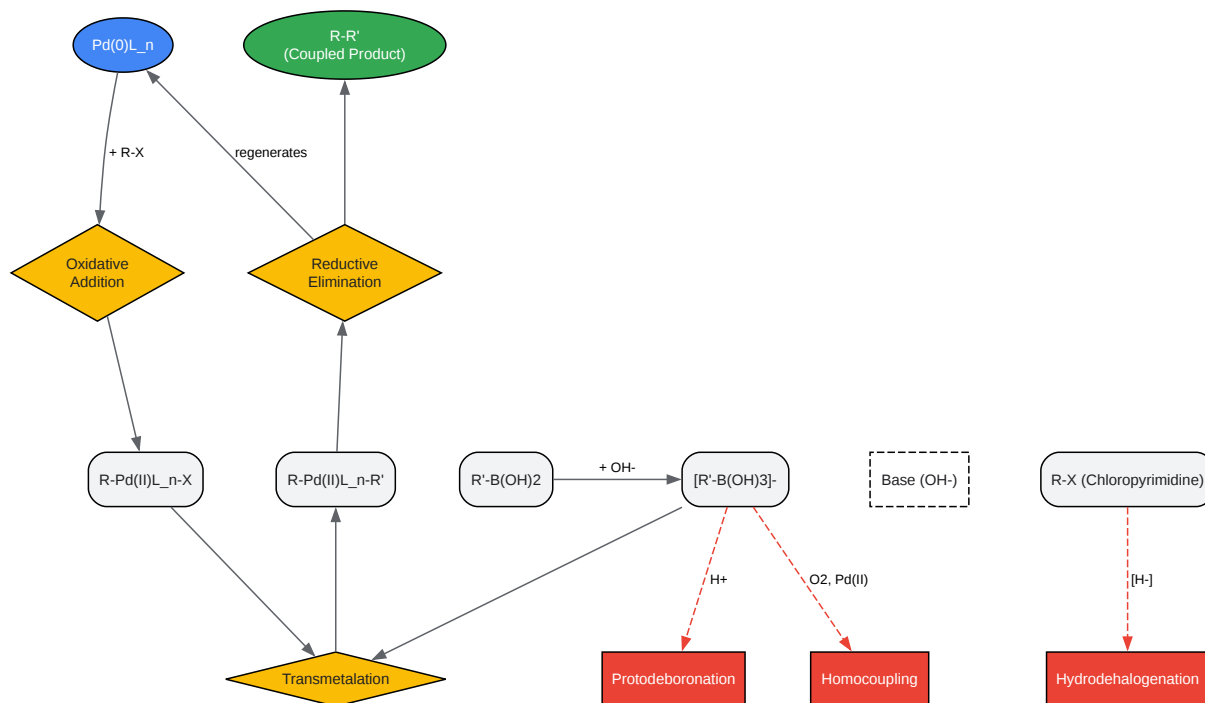 Pd(0)L_n
R-R'
(Coupled Product)
+ R-X
regenerates
Oxidative
Addition
Reductive
Elimination
R-Pd(II)L_n-X
R-Pd(II)L_n-R'
R'-B(OH)2
+ OH-
[R'-B(OH)3]-
Base (OH-)
R-X (Chloropyrimidine)
H+
O2, Pd(II)
[H-]
Transmetalation
Protodeboronation
Homocoupling
Hydrodehalogenation